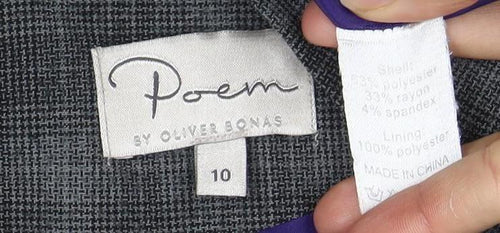 Poem
BY OLIVER BONAS
10
Shell:
63% polyester
33% rayon
4% spandex
Lining:
100% polyester
MADE IN CHINA